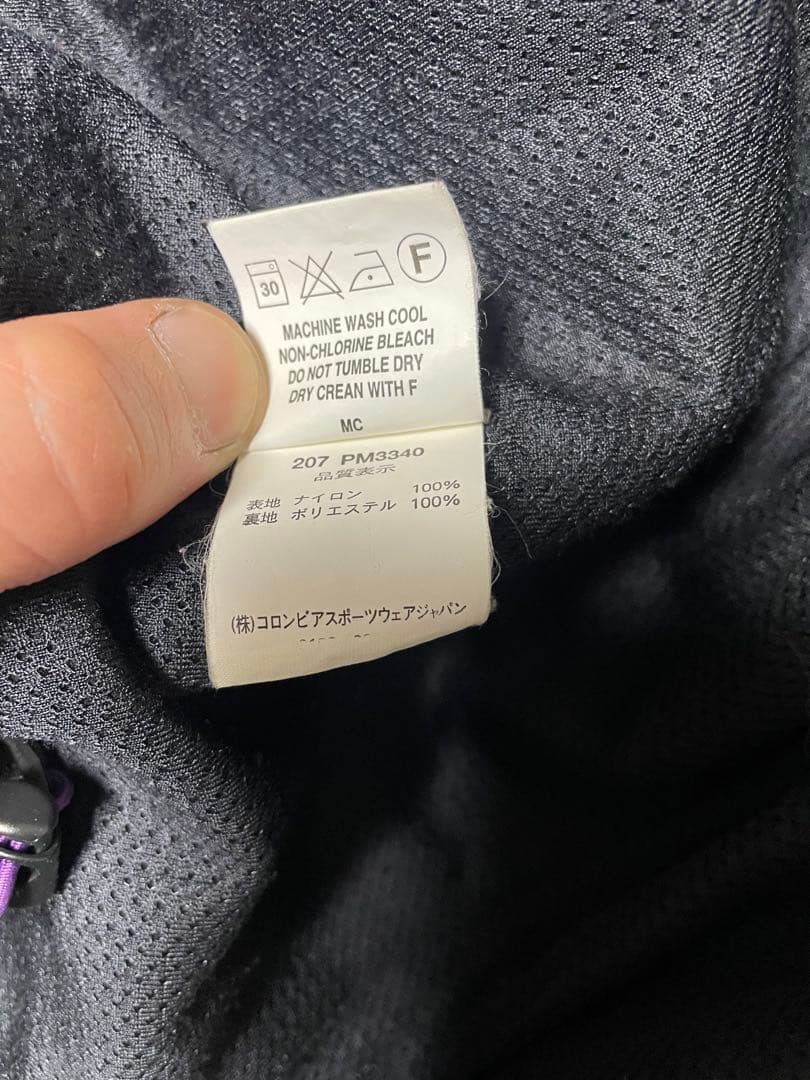 30 F
MACHINE WASH COOL
NON-CHLORINE BLEACH
DO NOT TUMBLE DRY
DRY CREAN WITH F
MC
207 PM3340
品質表示
表地 ナイロン 100%
裏地 ポリエステル 100%
(株)コロンビアスポーツウェアジャパン